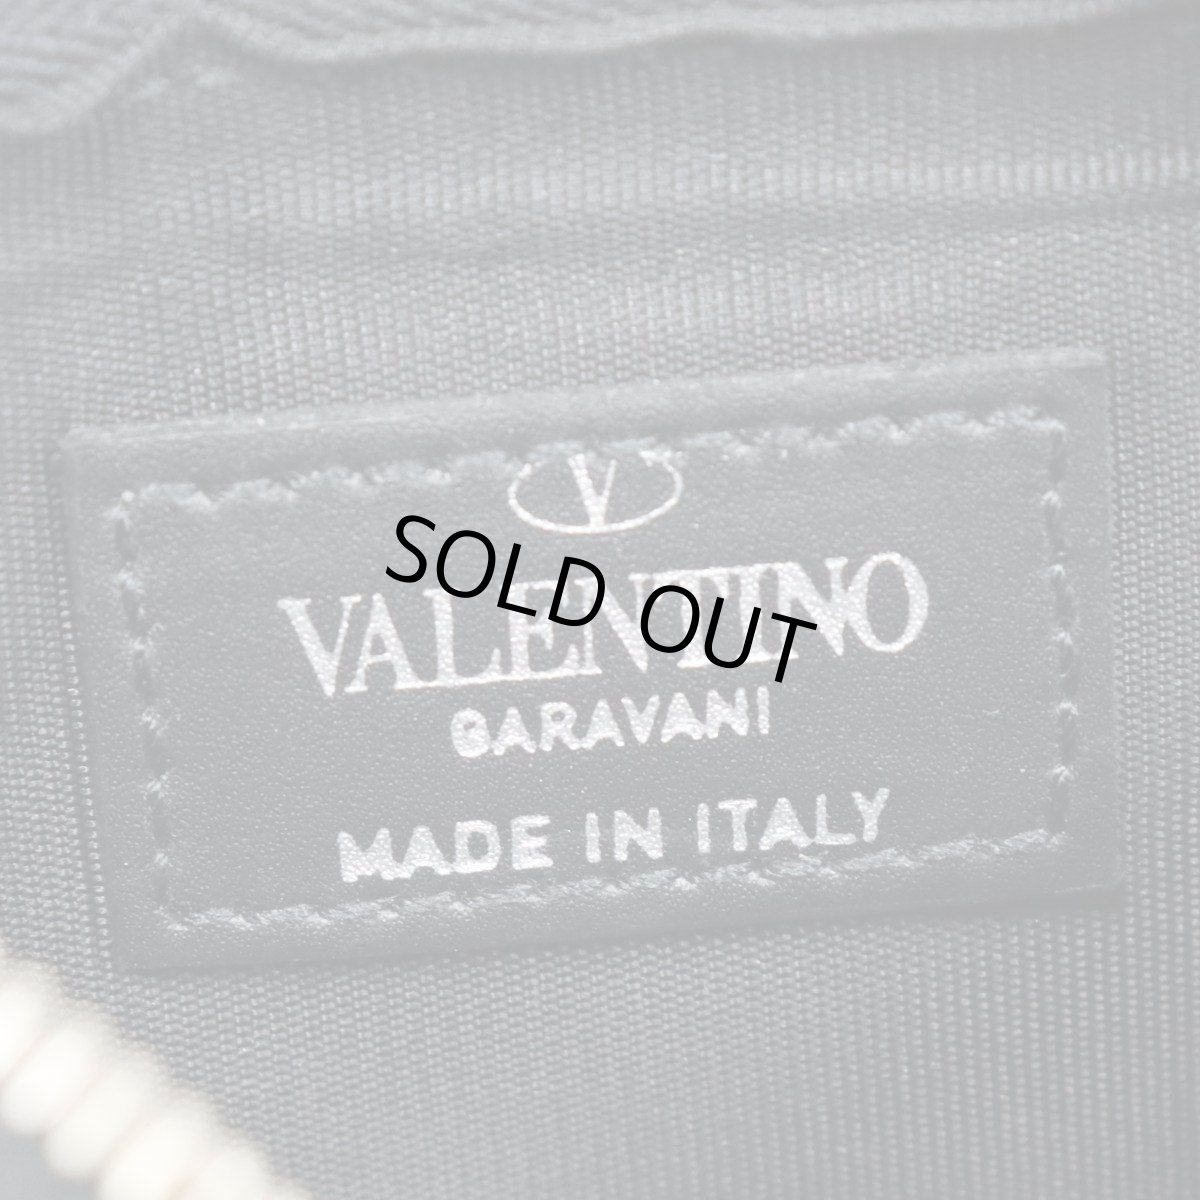 V
VALENTINO
GARAVANI
MADE IN ITALY
SOLD OUT